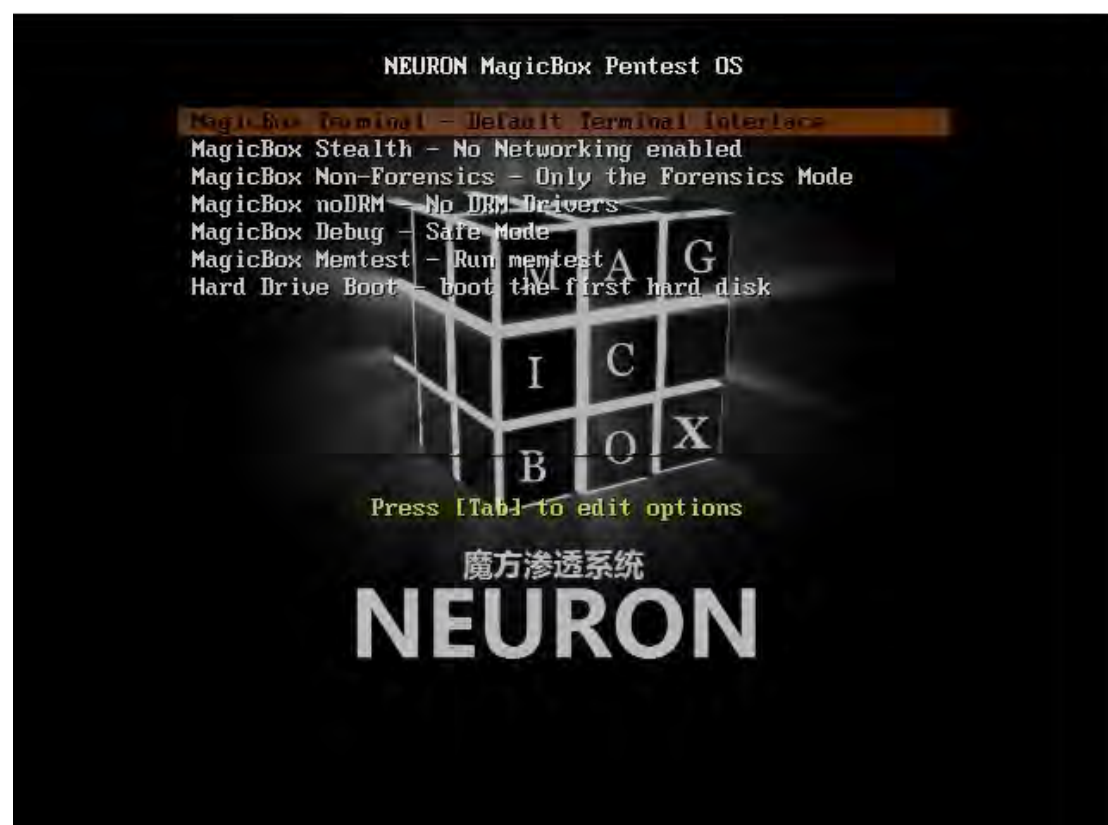 NEURON MagicBox Pentest OS
MagicBox Terminal - Default Terminal Interface
MagicBox Stealth - No Networking enabled
MagicBox Non-Forensics - Only the Forensics Mode
MagicBox noDRM - No DRM Drivers
MagicBox Debug - Safe Mode
MagicBox Memtest - Run memtest
Hard Drive Boot - boot the first hard disk
M A G
I C
B O X
Press [Tab] to edit options
魔方渗透系统
NEURON